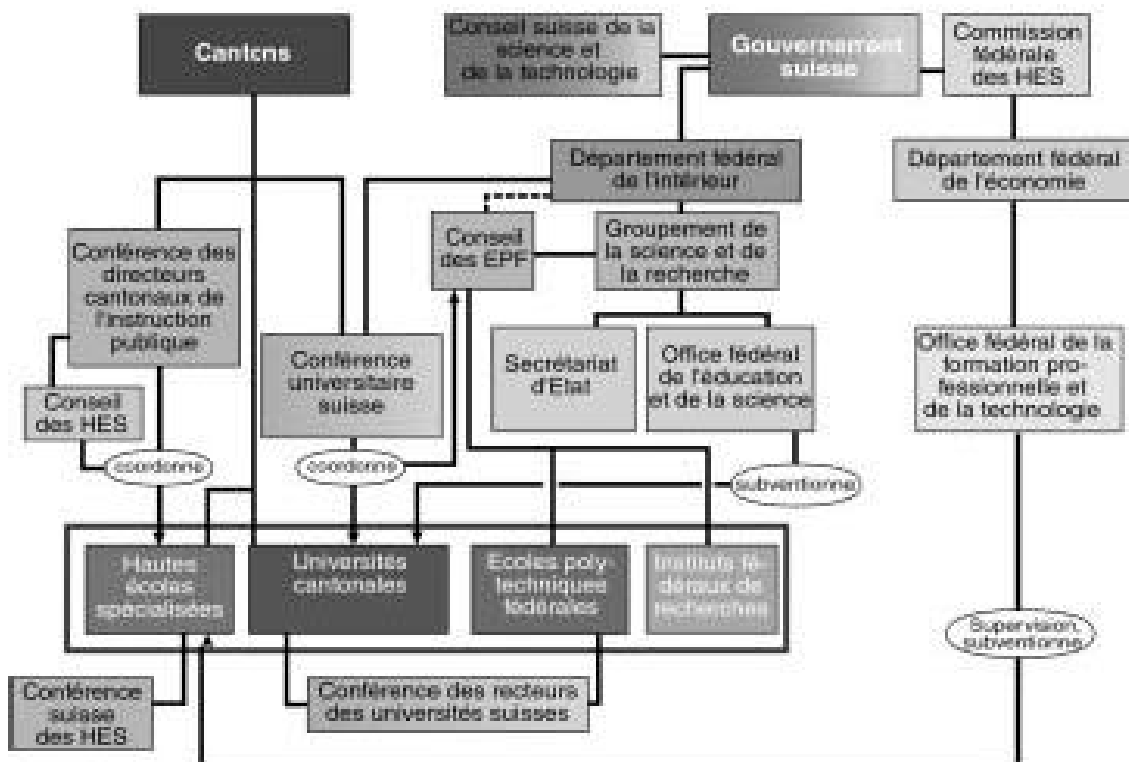 Cantons
Conseil suisse de la
science et
de la technologie
Gouvernement
suisse
Commission
fédérale
des HES
Département fédéral
de l'intérieur
Département fédéral
de l'économie
Conférence des
directeurs
cantonaux de
l'instruction
publique
Conseil
des EPF
Groupement de
la science et de
la recherche
Conférence
universitaire
suisse
Secrétariat
d'Etat
Office fédéral
de l'éducation
et de la science
Office fédéral de la
formation pro-
fessionnelle et
de la technologie
Conseil
des HES
coordonne
coordonne
subventionne
Hautes
écoles
spécialisées
Universités
cantonales
Ecoles poly-
techniques
fédérales
Instituts fé-
déraux de
recherches
Supervision,
subventionne
Conférence
suisse
des HES
Conférence des recteurs
des universités suisses